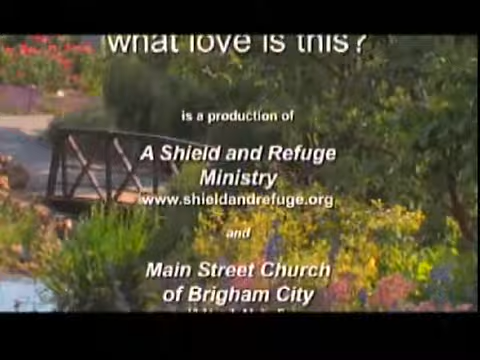 what love is this?
is a production of
A Shield and Refuge
Ministry
www.shieldandrefuge.org
and
Main Street Church
of Brigham City